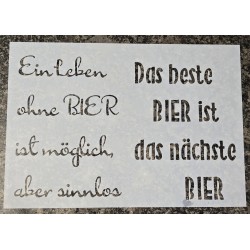 Ein Leben
ohne BIER
ist möglich,
aber sinnlos
Das beste
BIER ist
das nächste
BIER